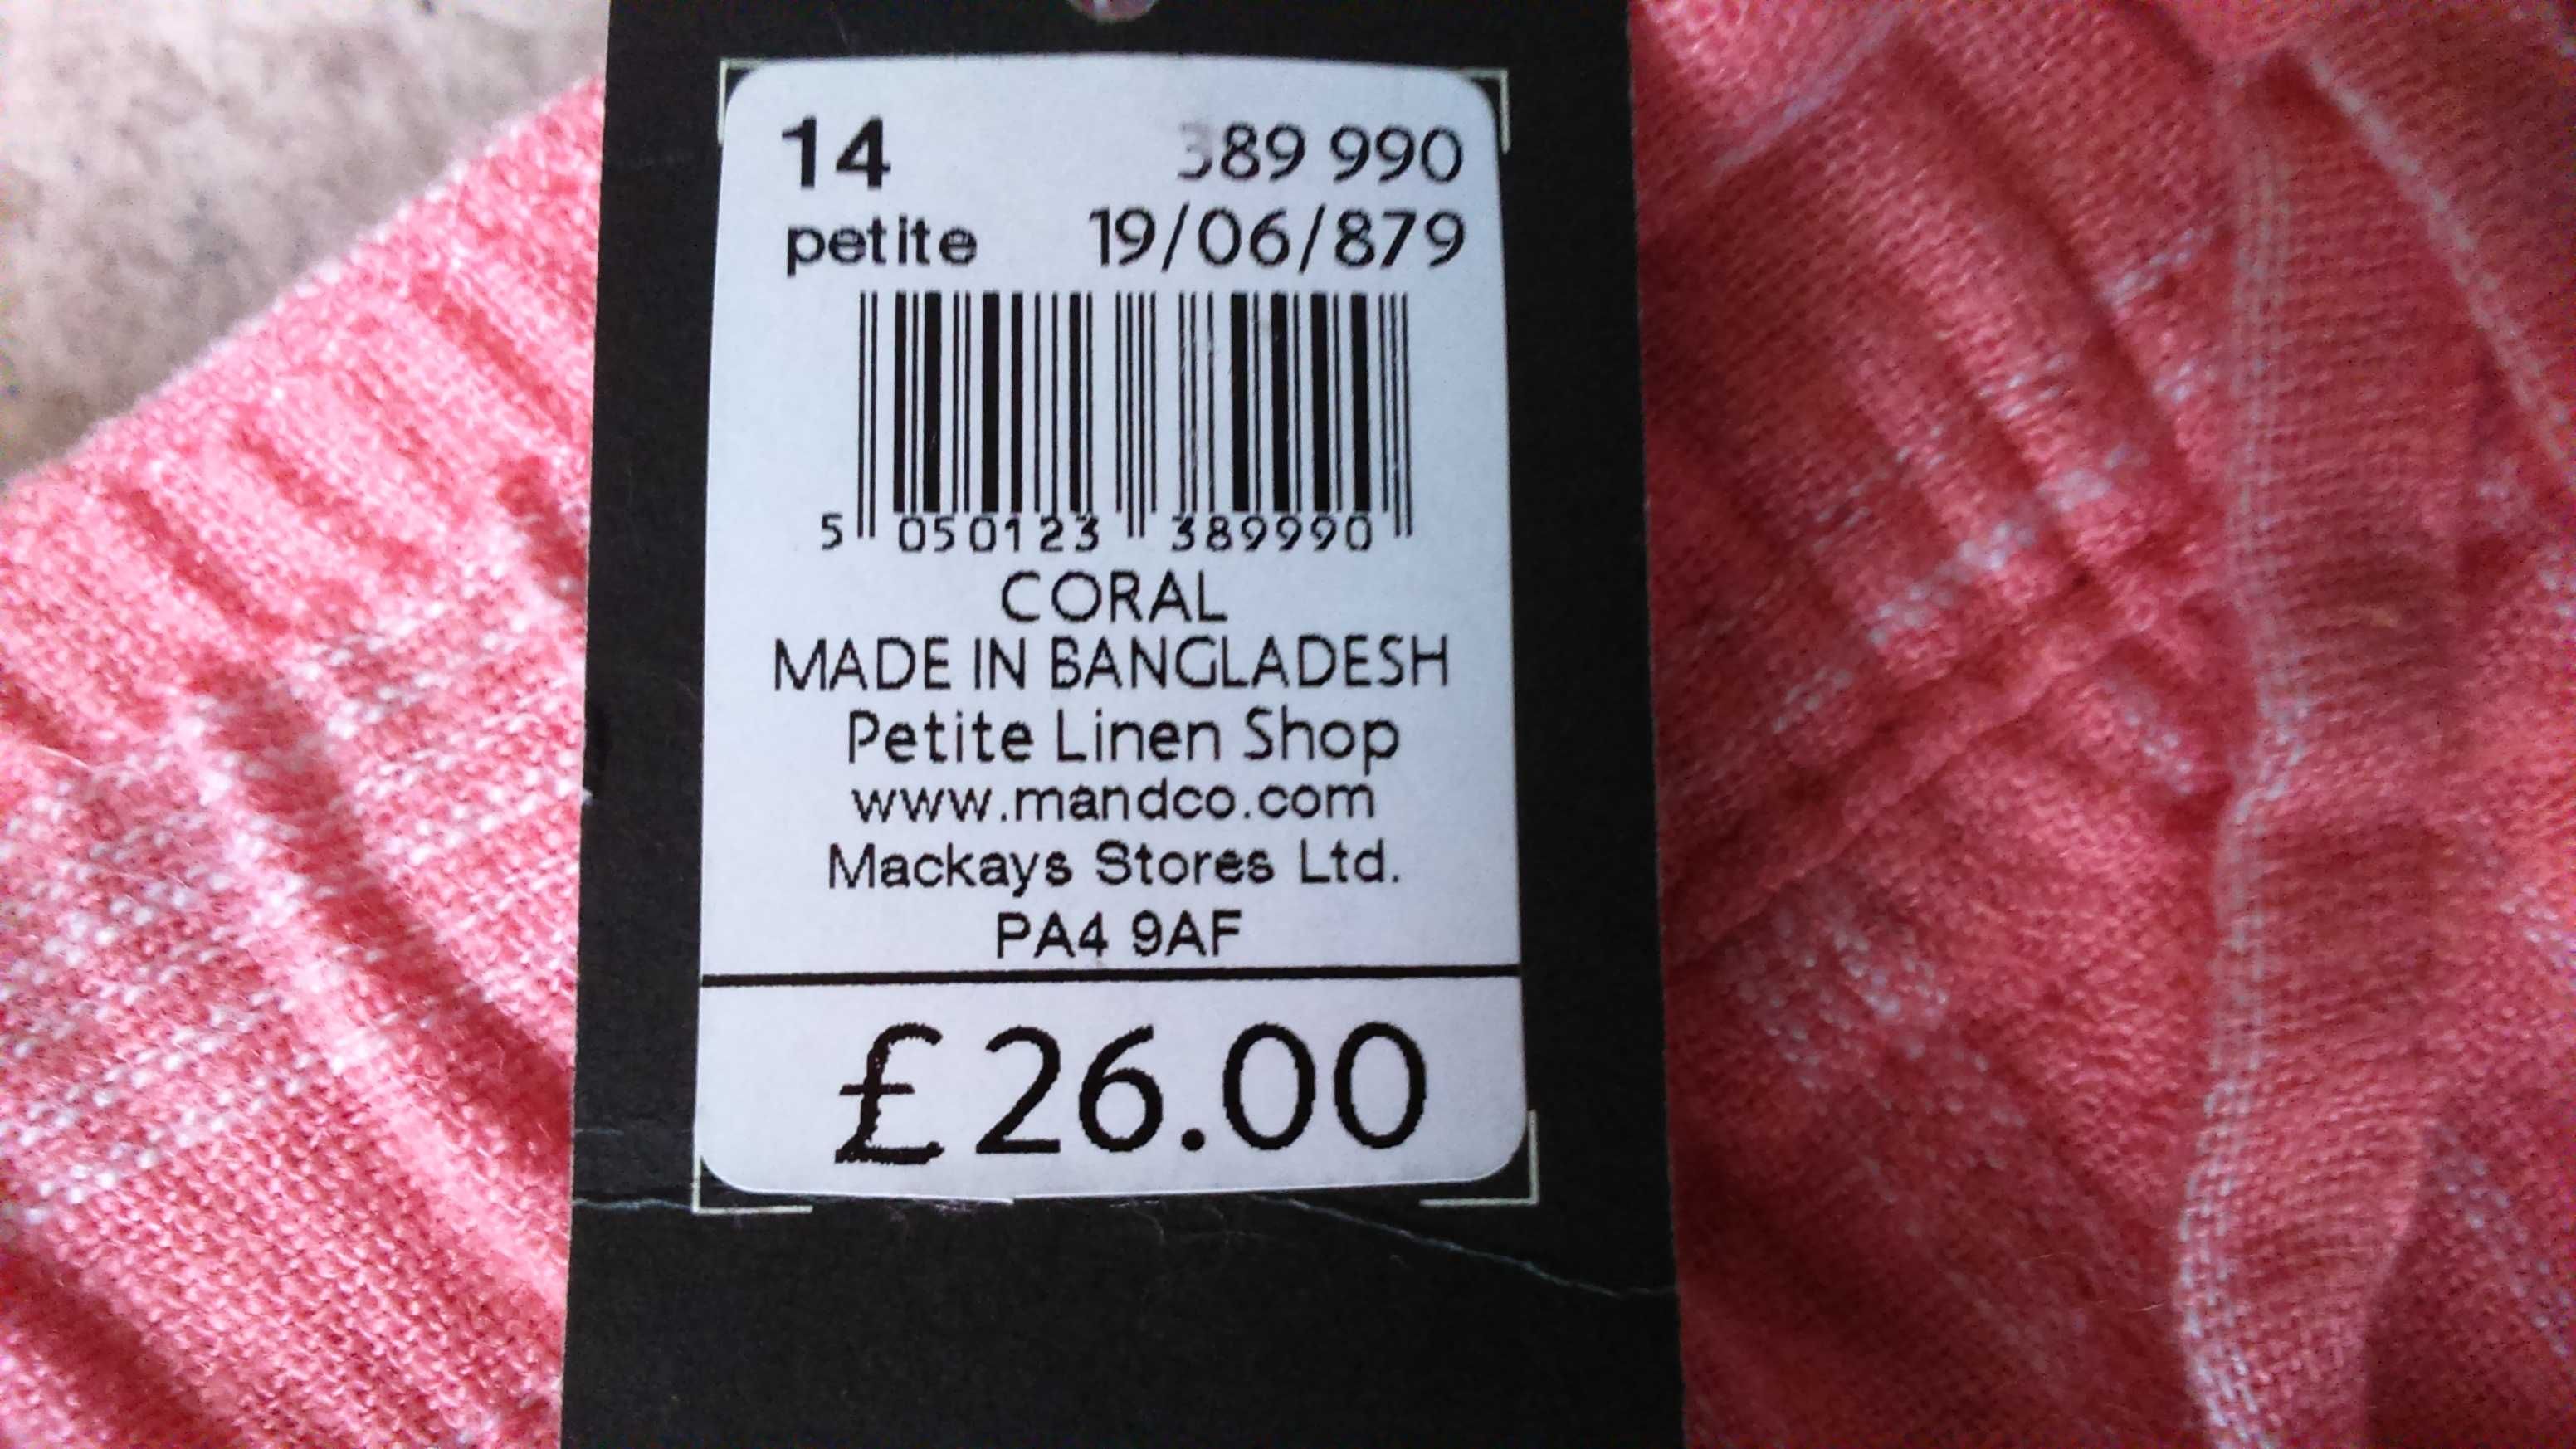 14 389 990
petite 19/06/879
5 050123 389990
CORAL
MADE IN BANGLADESH
Petite Linen Shop
www.mandco.com
Mackays Stores Ltd.
PA4 9AF
£26.00